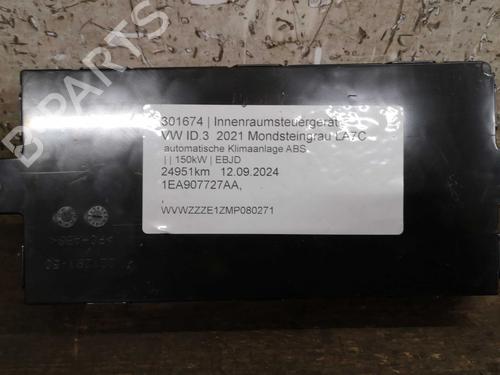 B-PARTS
301674 | Innenraumsteuergerät
VW ID.3 2021 Mondsteingrau LA7C
automatische Klimaanlage ABS
| | 150kW | EBJD
24951km 12.09.2024
1EA907727AA,
,
WVWZZZE1ZMP080271